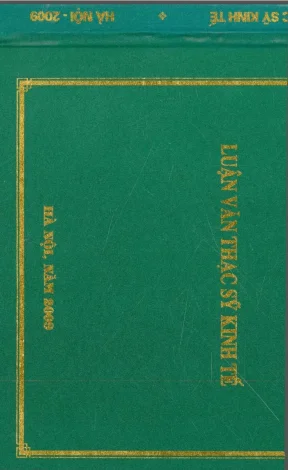 LUẬN VĂN THẠC SỸ KINH TẾ
HÀ NỘI, NĂM 2009
C SỸ KINH TẾ
HÀ NỘI - 2009